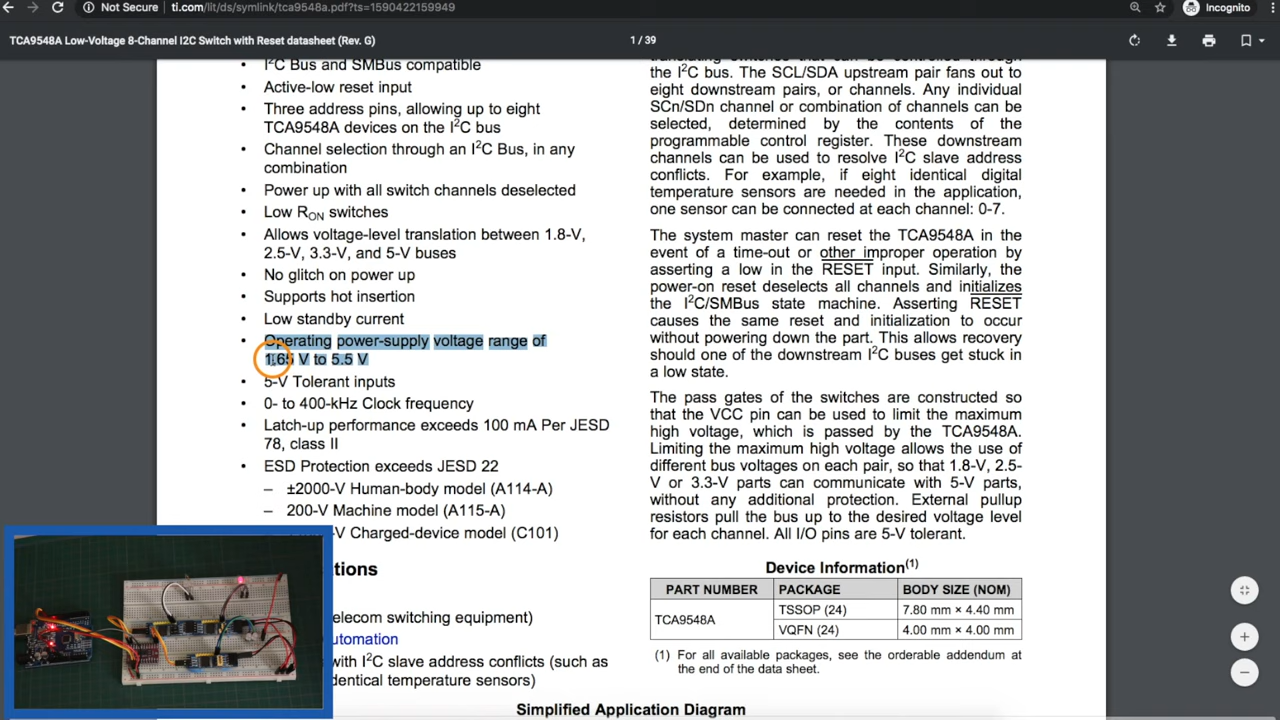 Not Secure | ti.com/lit/ds/symlink/tca9548a.pdf?ts=1590422159949
Incognito
TCA9548A Low-Voltage 8-Channel I2C Switch with Reset datasheet (Rev. G)
1 / 39
• I²C Bus and SMBus compatible
• Active-low reset input
• Three address pins, allowing up to eight
TCA9548A devices on the I²C bus
• Channel selection through an I²C Bus, in any
combination
• Power up with all switch channels deselected
• Low RON switches
• Allows voltage-level translation between 1.8-V,
2.5-V, 3.3-V, and 5-V buses
• No glitch on power up
• Supports hot insertion
• Low standby current
• Operating power-supply voltage range of
1.65 V to 5.5 V
• 5-V Tolerant inputs
• 0- to 400-kHz Clock frequency
• Latch-up performance exceeds 100 mA Per JESD
78, class II
• ESD Protection exceeds JESD 22
– ±2000-V Human-body model (A114-A)
– 200-V Machine model (A115-A)
-V Charged-device model (C101)
ations
elecom switching equipment)
utomation
with I²C slave address conflicts (such as
dentical temperature sensors)
translating switches that can be controlled through
the I²C bus. The SCL/SDA upstream pair fans out to
eight downstream pairs, or channels. Any individual
SCn/SDn channel or combination of channels can be
selected, determined by the contents of the
programmable control register. These downstream
channels can be used to resolve I²C slave address
conflicts. For example, if eight identical digital
temperature sensors are needed in the application,
one sensor can be connected at each channel: 0-7.
The system master can reset the TCA9548A in the
event of a time-out or other improper operation by
asserting a low in the RESET input. Similarly, the
power-on reset deselects all channels and initializes
the I²C/SMBus state machine. Asserting RESET
causes the same reset and initialization to occur
without powering down the part. This allows recovery
should one of the downstream I²C buses get stuck in
a low state.
The pass gates of the switches are constructed so
that the VCC pin can be used to limit the maximum
high voltage, which is passed by the TCA9548A.
Limiting the maximum high voltage allows the use of
different bus voltages on each pair, so that 1.8-V, 2.5-
V or 3.3-V parts can communicate with 5-V parts,
without any additional protection. External pullup
resistors pull the bus up to the desired voltage level
for each channel. All I/O pins are 5-V tolerant.
Device Information(1)
PART NUMBER PACKAGE BODY SIZE (NOM)
TCA9548A TSSOP (24) 7.80 mm × 4.40 mm
VQFN (24) 4.00 mm × 4.00 mm
(1) For all available packages, see the orderable addendum at
the end of the data sheet.
Simplified Application Diagram